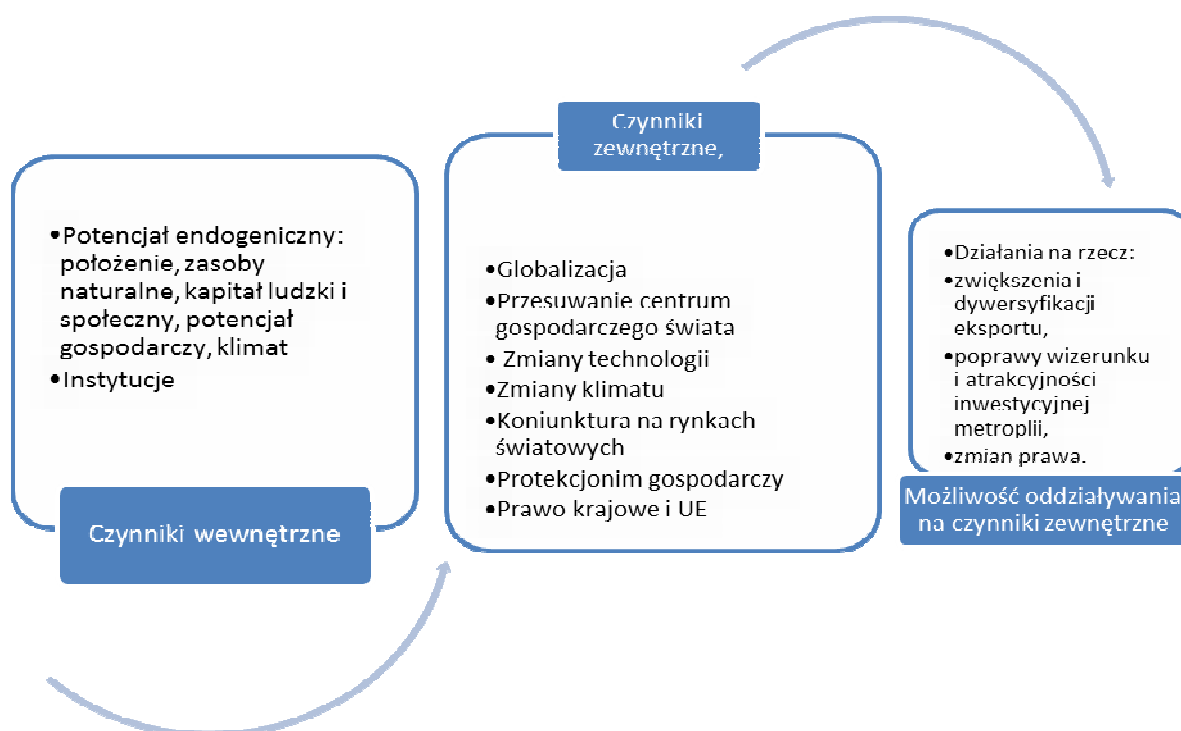 •Potencjał endogeniczny:
położenie, zasoby
naturalne, kapitał ludzki i
społeczny, potencjał
gospodarczy, klimat
•Instytucje
Czynniki wewnętrzne
Czynniki
zewnętrzne,
•Globalizacja
•Przesuwanie centrum
gospodarczego świata
• Zmiany technologii
•Zmiany klimatu
•Koniunktura na rynkach
światowych
•Protekcjonim gospodarczy
•Prawo krajowe i UE
•Działania na rzecz:
•zwiększenia i
dywersyfikacji
eksportu,
•poprawy wizerunku
i atrakcyjności
inwestycyjnej
metroplii,
•zmian prawa.
Możliwość oddziaływania
na czynniki zewnętrzne